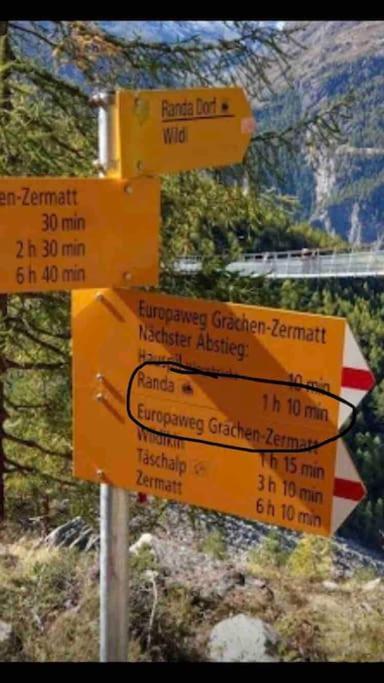 Randa Dorf
Wildi
en-Zermatt
30 min
2 h 30 min
6 h 40 min
Europaweg Grächen-Zermatt
Nächster Abstieg:
10 min
Randa
1 h 10 min
Europaweg Grächen-Zermatt
Wildikin 1 h 15 min
Täschalp 3 h 10 min
Zermatt 6 h 10 min